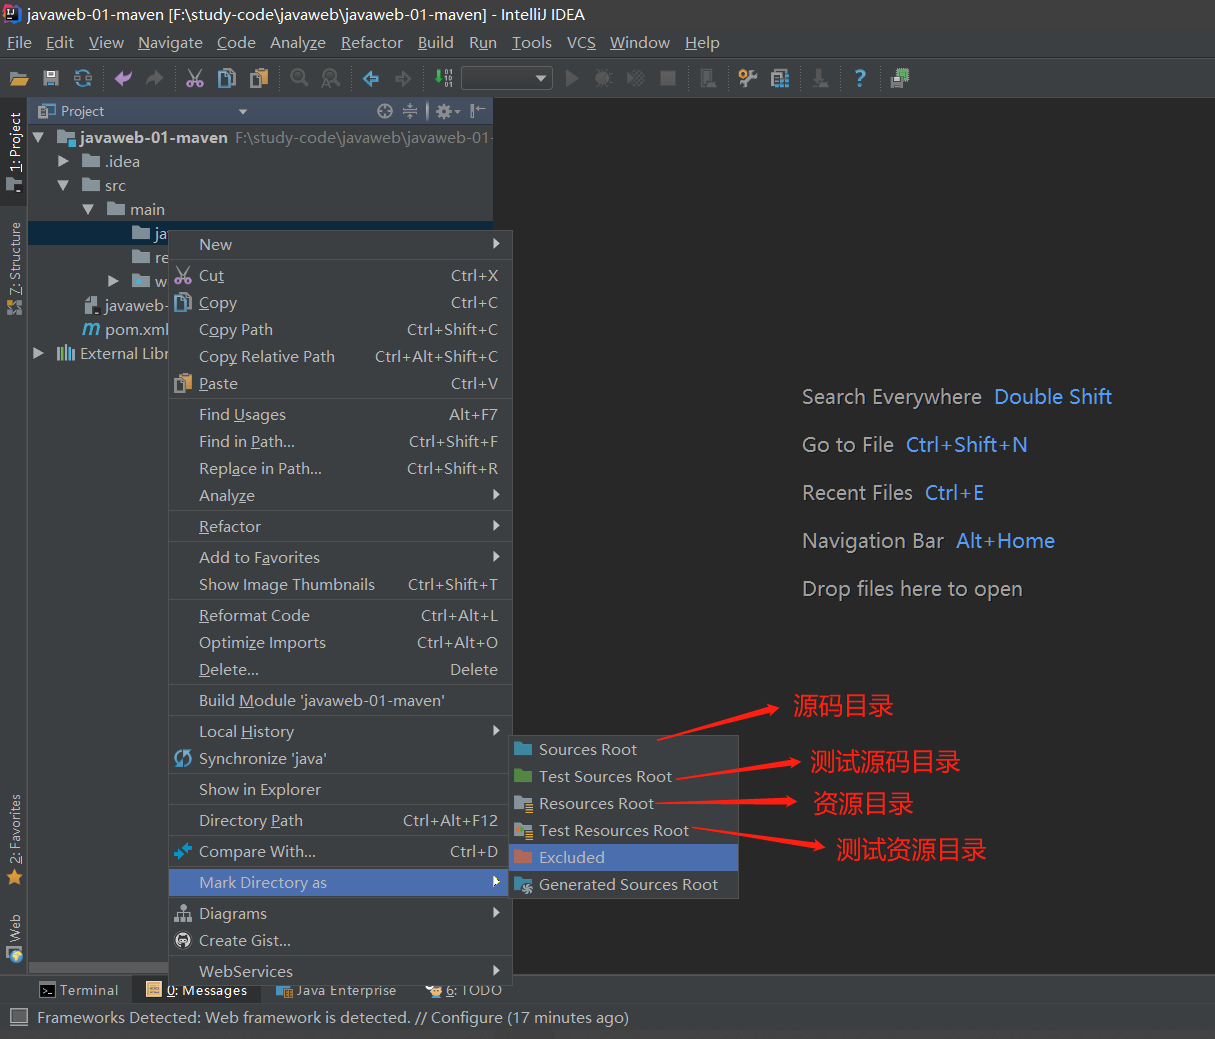 javaweb-01-maven [F:\study-code\javaweb\javaweb-01-maven] - IntelliJ IDEA
File Edit View Navigate Code Analyze Refactor Build Run Tools VCS Window Help
Project
1: Project
7: Structure
2: Favorites
Web
javaweb-01-maven F:\study-code\javaweb\javaweb-01-
.idea
src
main
ja
re
w
javaweb-
pom.xml
External Libr
New
Cut Ctrl+X
Copy Ctrl+C
Copy Path Ctrl+Shift+C
Copy Relative Path Ctrl+Alt+Shift+C
Paste Ctrl+V
Find Usages Alt+F7
Find in Path... Ctrl+Shift+F
Replace in Path... Ctrl+Shift+R
Analyze
Refactor
Add to Favorites
Show Image Thumbnails Ctrl+Shift+T
Reformat Code Ctrl+Alt+L
Optimize Imports Ctrl+Alt+O
Delete... Delete
Build Module 'javaweb-01-maven'
Local History
Synchronize 'java'
Show in Explorer
Directory Path Ctrl+Alt+F12
Compare With... Ctrl+D
Mark Directory as
Diagrams
Create Gist...
WebServices
Search Everywhere Double Shift
Go to File Ctrl+Shift+N
Recent Files Ctrl+E
Navigation Bar Alt+Home
Drop files here to open
Sources Root 源码目录
Test Sources Root 测试源码目录
Resources Root 资源目录
Test Resources Root 测试资源目录
Excluded
Generated Sources Root
Terminal 0: Messages Java Enterprise 6: TODO
Frameworks Detected: Web framework is detected. // Configure (17 minutes ago)